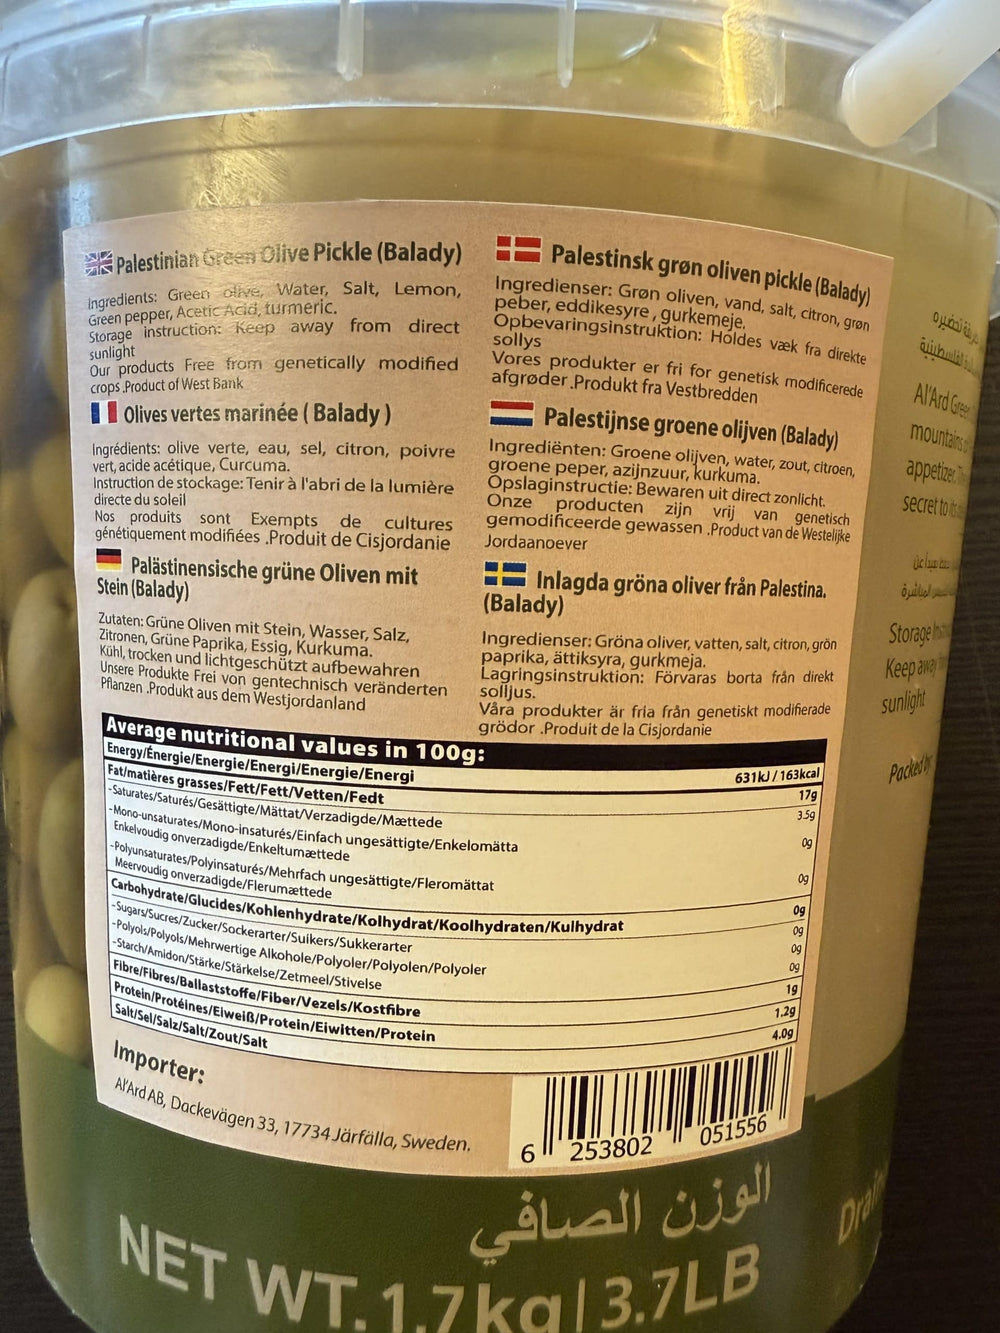 Palestinian Green Olive Pickle (Balady)
Ingredients: Green olive, Water, Salt, Lemon,
Green pepper, Acetic Acid, turmeric.
Storage instruction: Keep away from direct
sunlight
Our products Free from genetically modified
crops .Product of West Bank
Olives vertes marinée ( Balady )
Ingrédients: olive verte, eau, sel, citron, poivre
vert, acide acétique, Curcuma.
Instruction de stockage: Tenir à l'abri de la lumière
directe du soleil
Nos produits sont Exempts de cultures
génétiquement modifiées .Produit de Cisjordanie
Palästinensische grüne Oliven mit
Stein (Balady)
Zutaten: Grüne Oliven mit Stein, Wasser, Salz,
Zitronen, Grüne Paprika, Essig, Kurkuma.
Kühl, trocken und lichtgeschützt aufbewahren
Unsere Produkte Frei von gentechnisch veränderten
Pflanzen .Produkt aus dem Westjordanland
Palestinsk grøn oliven pickle (Balady)
Ingredienser: Grøn oliven, vand, salt, citron, grøn
peber, eddikesyre , gurkemeje.
Opbevaringsinstruktion: Holdes væk fra direkte
sollys
Vores produkter er fri for genetisk modificerede
afgrøder .Produkt fra Vestbredden
Palestijnse groene olijven (Balady)
Ingrediënten: Groene olijven, water, zout, citroen,
groene peper, azijnzuur, kurkuma.
Opslaginstructie: Bewaren uit direct zonlicht.
Onze producten zijn vrij van genetisch
gemodificeerde gewassen .Product van de Westelijke
Jordaanoever
Inlagda gröna oliver från Palestina.
(Balady)
Ingredienser: Gröna oliver, vatten, salt, citron, grön
paprika, ättiksyra, gurkmeja.
Lagringsinstruktion: Förvaras borta från direkt
solljus.
Våra produkter är fria från genetiskt modifierade
grödor .Produit de la Cisjordanie
Average nutritional values in 100g:
Energy/Énergie/Energie/Energi/Energie/Energi 631kJ / 163kcal
Fat/matières grasses/Fett/Fett/Vetten/Fedt 17g
-Saturates/Saturés/Gesättigte/Mättat/Verzadigde/Mættede 3.5g
-Mono-unsaturates/Mono-insaturés/Einfach ungesättigte/Enkelomätta
Enkelvoudig onverzadigde/Enkeltumættede 0g
-Polyunsaturates/Polyinsaturés/Mehrfach ungesättigte/Fleromättat
Meervoudig onverzadigde/Flerumættede 0g
Carbohydrate/Glucides/Kohlenhydrate/Kolhydrat/Koolhydraten/Kulhydrat 0g
-Sugars/Sucres/Zucker/Sockerarter/Suikers/Sukkerarter 0g
-Polyols/Polyols/Mehrwertige Alkohole/Polyoler/Polyolen/Polyoler 0g
-Starch/Amidon/Stärke/Stärkelse/Zetmeel/Stivelse 0g
Fibre/Fibres/Ballaststoffe/Fiber/Vezels/Kostfibre 1g
Protein/Protéines/Eiweiß/Protein/Eiwitten/Protein 1.2g
Salt/Sel/Salz/Salt/Zout/Salt 4.0g
Importer:
Al'Ard AB, Dackevägen 33, 17734 Järfälla, Sweden.
6 253802 051556
الوزن الصافي
NET WT. 1.7kg | 3.7LB
Al'Ard Green
mountains
appetizer
secret to its
Storage
Keep away
sunlight
Packed by